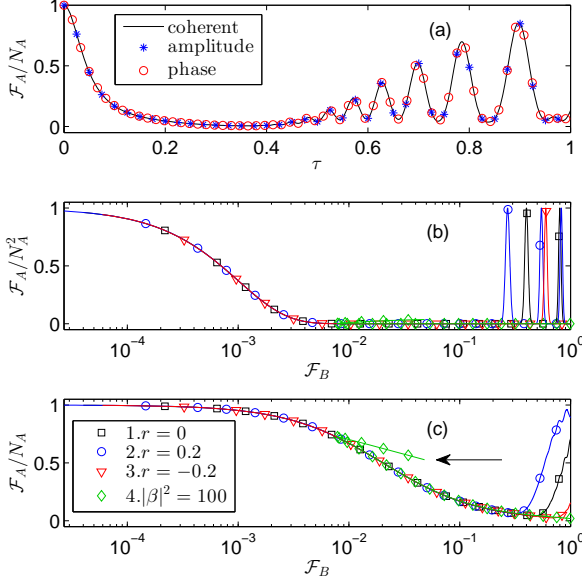 1
0.5
0
F_A/N_A
coherent
amplitude
phase
(a)
0 0.2 0.4 0.6 0.8 1
τ
1
0.5
0
F_A/N_A^2
(b)
10^{-4} 10^{-3} 10^{-2} 10^{-1} 10^0
F_B
1
0.5
0
F_A/N_A
(c)
1.r = 0
2.r = 0.2
3.r = −0.2
4.|β|^2 = 100
10^{-4} 10^{-3} 10^{-2} 10^{-1} 10^0
F_B